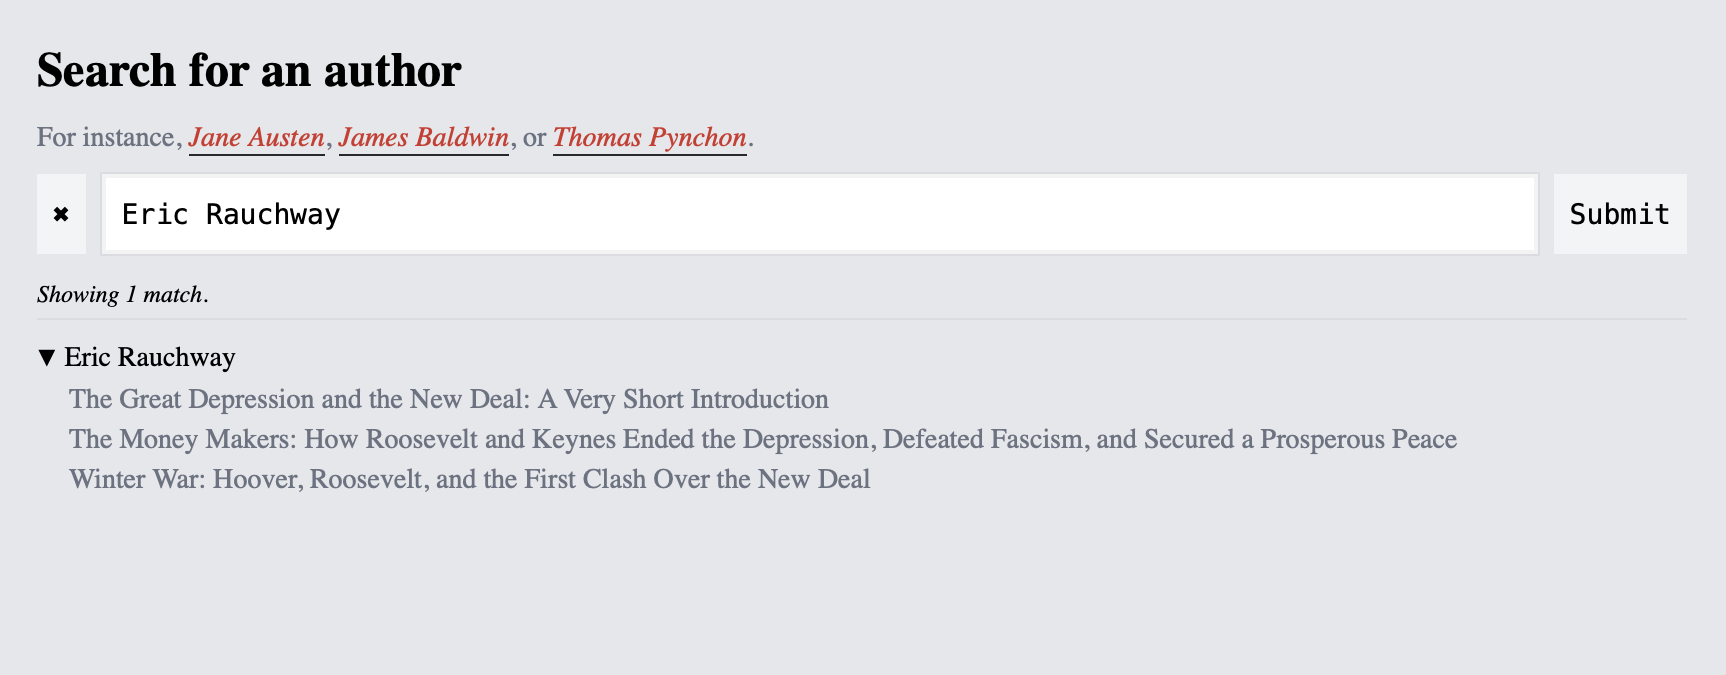 Search for an author
For instance, Jane Austen, James Baldwin, or Thomas Pynchon.
✖ Eric Rauchway Submit
Showing 1 match.
▼ Eric Rauchway
The Great Depression and the New Deal: A Very Short Introduction
The Money Makers: How Roosevelt and Keynes Ended the Depression, Defeated Fascism, and Secured a Prosperous Peace
Winter War: Hoover, Roosevelt, and the First Clash Over the New Deal